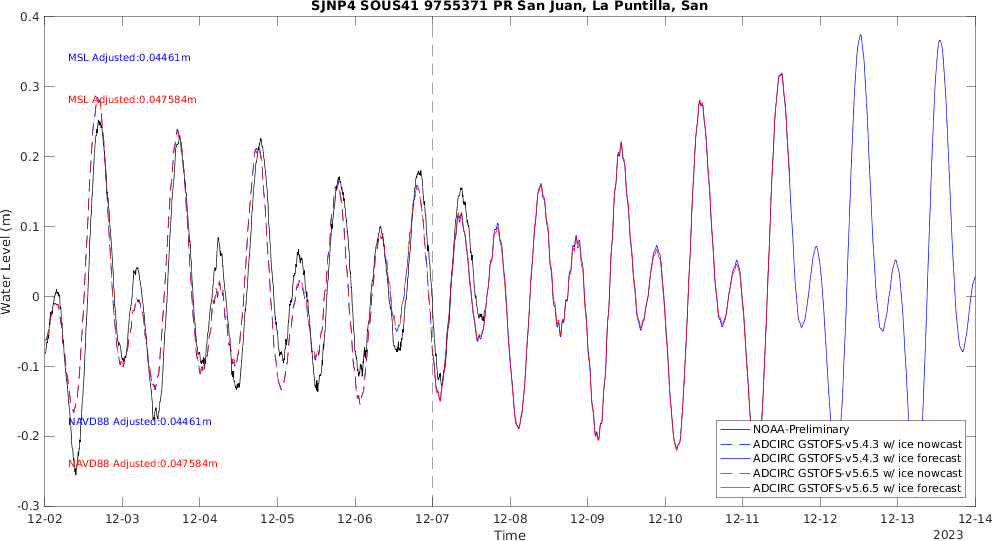 SJNP4 SOUS41 9755371 PR San Juan, La Puntilla, San
0.4
0.3
0.2
0.1
0
-0.1
-0.2
-0.3
Water Level (m)
MSL Adjusted:0.04461m
MSL Adjusted:0.047584m
NAVD88 Adjusted:0.04461m
NAVD88 Adjusted:0.047584m
NOAA-Preliminary
ADCIRC GSTOFS-v5.4.3 w/ ice nowcast
ADCIRC GSTOFS-v5.4.3 w/ ice forecast
ADCIRC GSTOFS-v5.6.5 w/ ice nowcast
ADCIRC GSTOFS-v5.6.5 w/ ice forecast
12-02 12-03 12-04 12-05 12-06 12-07 12-08 12-09 12-10 12-11 12-12 12-13 12-14
Time
2023